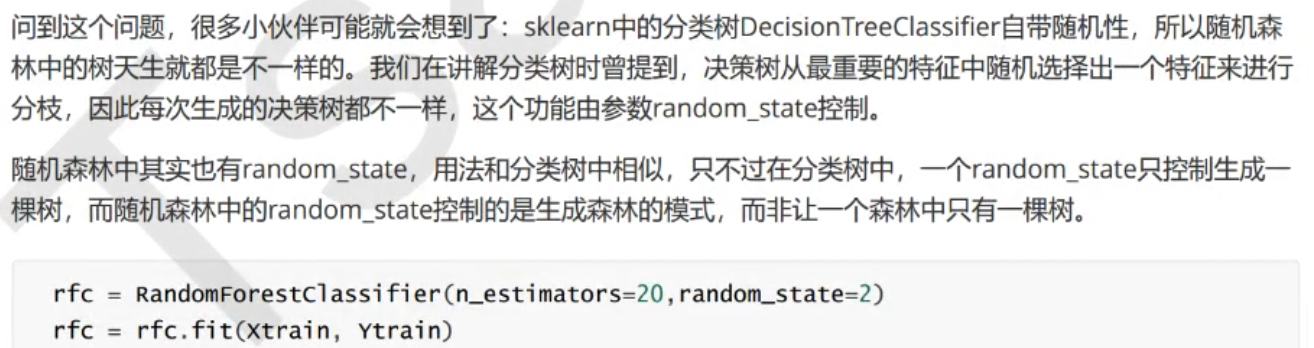 问到这个问题，很多小伙伴可能就会想到了：sklearn中的分类树DecisionTreeClassifier自带随机性，所以随机森
林中的树天生就都是不一样的。我们在讲解分类树时曾提到，决策树从最重要的特征中随机选择出一个特征来进行
分枝，因此每次生成的决策树都不一样，这个功能由参数random_state控制。
随机森林中其实也有random_state，用法和分类树中相似，只不过在分类树中，一个random_state只控制生成一
棵树，而随机森林中的random_state控制的是生成森林的模式，而非让一个森林中只有一棵树。
rfc = RandomForestClassifier(n_estimators=20,random_state=2)
rfc = rfc.fit(Xtrain, Ytrain)